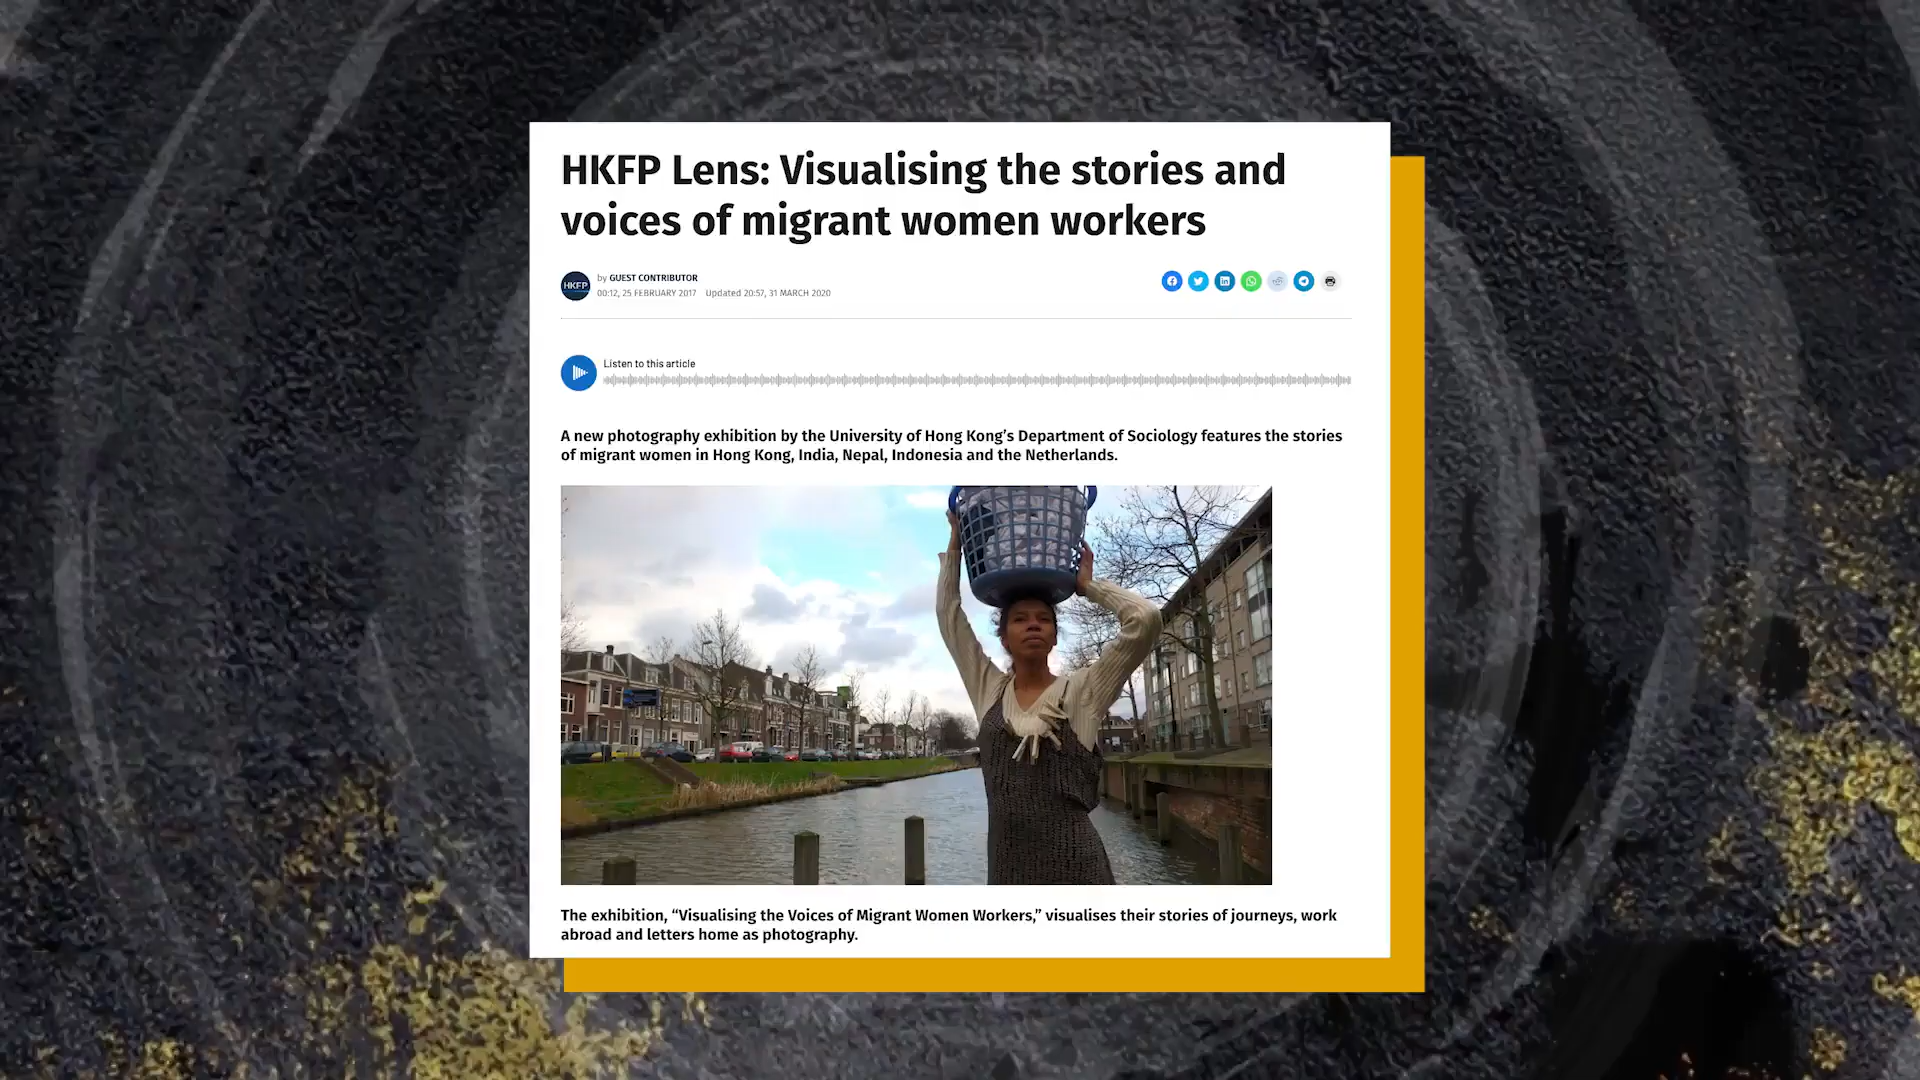 HKFP Lens: Visualising the stories and
voices of migrant women workers
HKFP
by GUEST CONTRIBUTOR
00:12, 25 FEBRUARY 2017 Updated 20:57, 31 MARCH 2020
Listen to this article
A new photography exhibition by the University of Hong Kong’s Department of Sociology features the stories
of migrant women in Hong Kong, India, Nepal, Indonesia and the Netherlands.
The exhibition, “Visualising the Voices of Migrant Women Workers,” visualises their stories of journeys, work
abroad and letters home as photography.